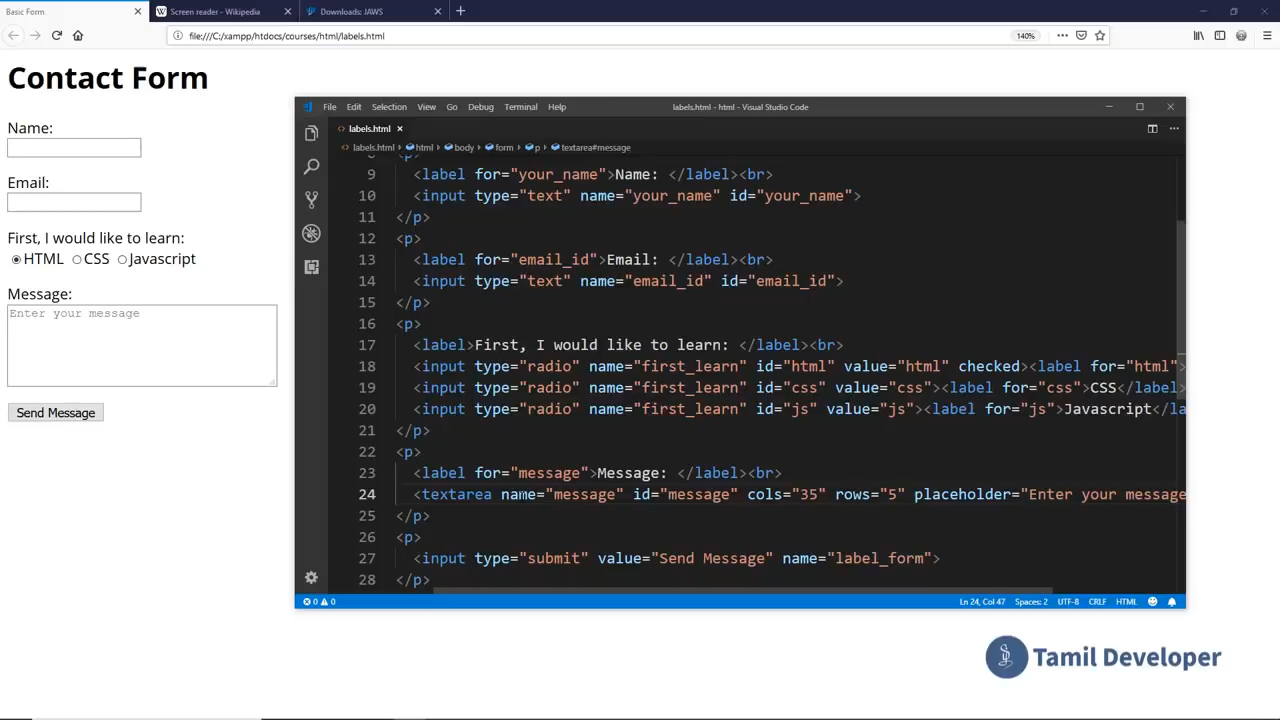 Basic Form
Screen reader - Wikipedia
Downloads: JAWS
file:///C:/xampp/htdocs/courses/html/labels.html
140%
Contact Form
Name:
Email:
First, I would like to learn:
HTML CSS Javascript
Message:
Enter your message
Send Message
File Edit Selection View Go Debug Terminal Help
labels.html - html - Visual Studio Code
labels.html
labels.html › html › body › form › p › textarea#message
9 <label for="your_name">Name: </label><br>
10 <input type="text" name="your_name" id="your_name">
11 </p>
12 <p>
13 <label for="email_id">Email: </label><br>
14 <input type="text" name="email_id" id="email_id">
15 </p>
16 <p>
17 <label>First, I would like to learn: </label><br>
18 <input type="radio" name="first_learn" id="html" value="html" checked><label for="html"
19 <input type="radio" name="first_learn" id="css" value="css"><label for="css">CSS</label>
20 <input type="radio" name="first_learn" id="js" value="js"><label for="js">Javascript</la
21 </p>
22 <p>
23 <label for="message">Message: </label><br>
24 <textarea name="message" id="message" cols="35" rows="5" placeholder="Enter your message
25 </p>
26 <p>
27 <input type="submit" value="Send Message" name="label_form">
28 </p>
0 0
Ln 24, Col 47 Spaces: 2 UTF-8 CRLF HTML
Tamil Developer